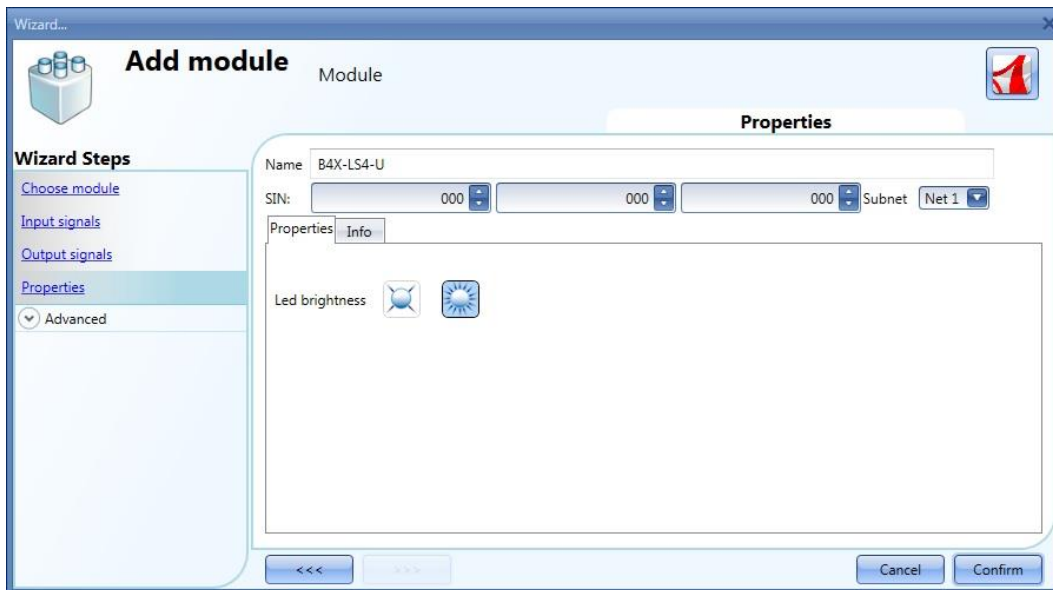 Wizard...
Add module
Module
Properties
Wizard Steps
Choose module
Input signals
Output signals
Properties
Advanced
Name B4X-LS4-U
SIN: 000 000 000 Subnet Net 1
Properties Info
Led brightness
<<< >>> Cancel Confirm